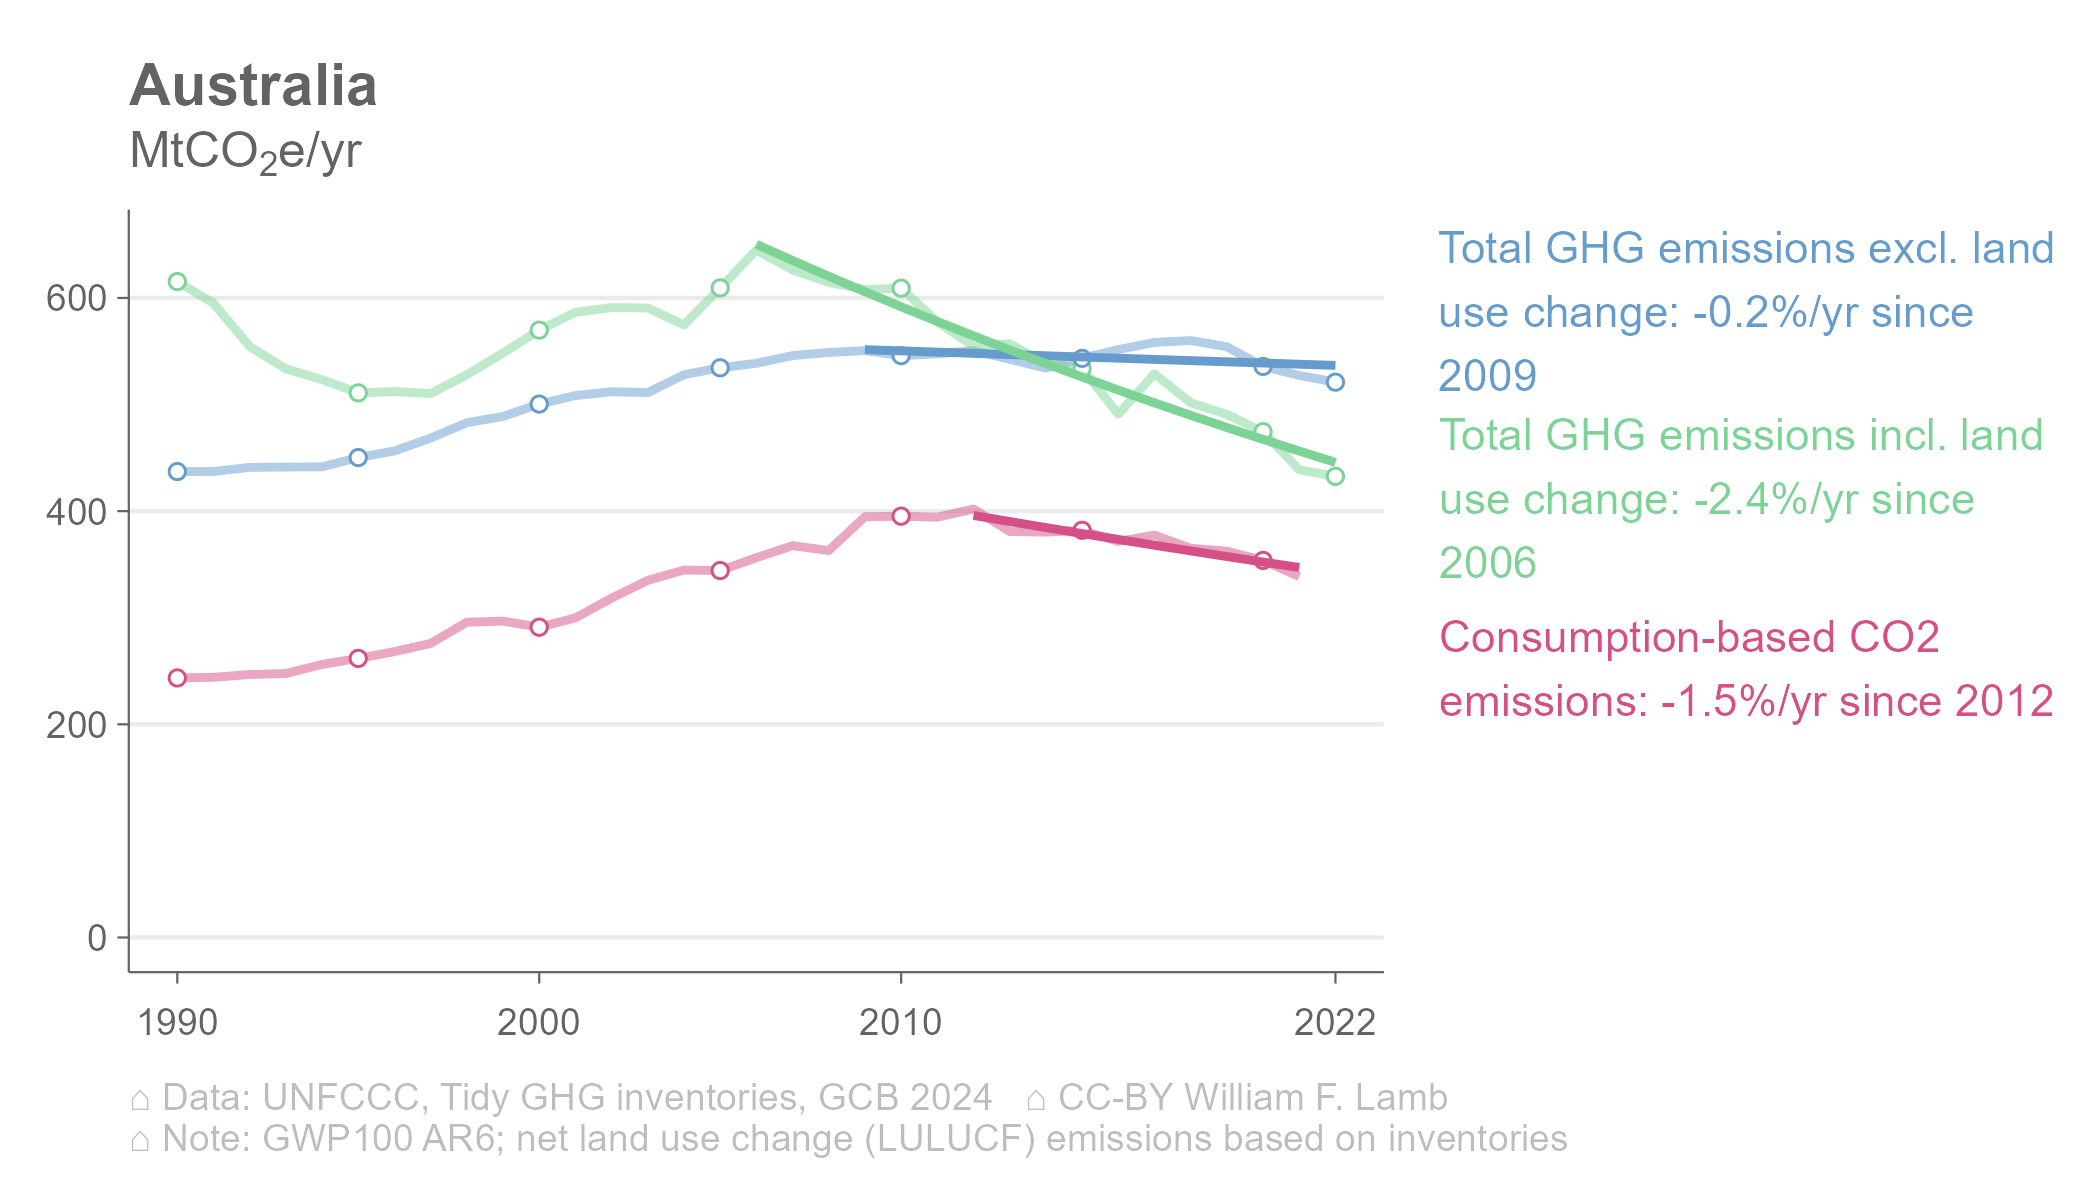 Australia
MtCO₂e/yr
600
400
200
0
1990 2000 2010 2022
Total GHG emissions excl. land
use change: -0.2%/yr since
2009
Total GHG emissions incl. land
use change: -2.4%/yr since
2006
Consumption-based CO2
emissions: -1.5%/yr since 2012
⌂ Data: UNFCCC, Tidy GHG inventories, GCB 2024 ⌂ CC-BY William F. Lamb
⌂ Note: GWP100 AR6; net land use change (LULUCF) emissions based on inventories